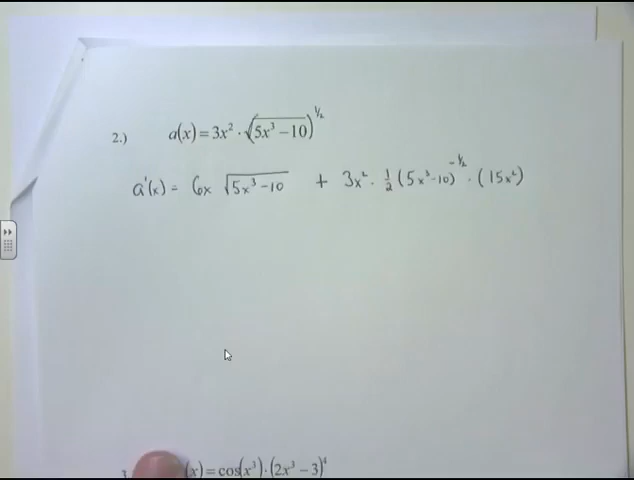 2.) a(x) = 3x² · √(5x³ − 10))^½
a'(x) = 6x √(5x³ − 10) + 3x² · ½ (5x³ − 10)^(−½) · (15x²)
(x) = cos(x³) · (2x³ − 3)⁴